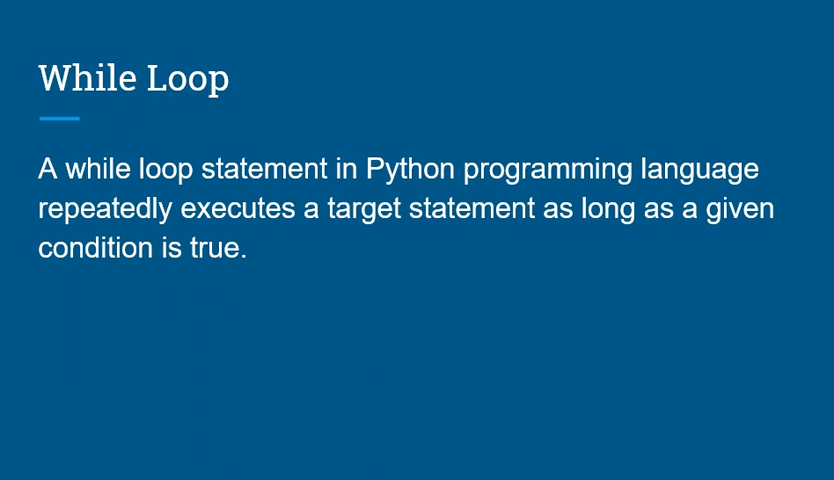 While Loop
A while loop statement in Python programming language
repeatedly executes a target statement as long as a given
condition is true.